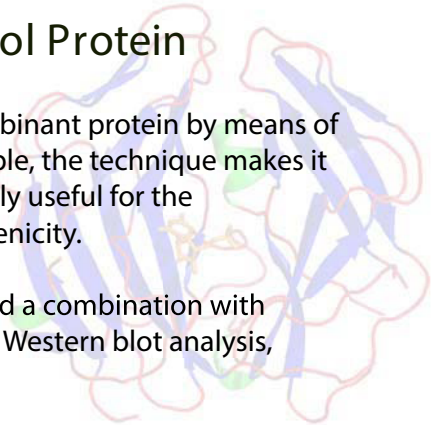 ol Protein
binant protein by means of
ple, the technique makes it
ly useful for the
enicity.
d a combination with
Western blot analysis,